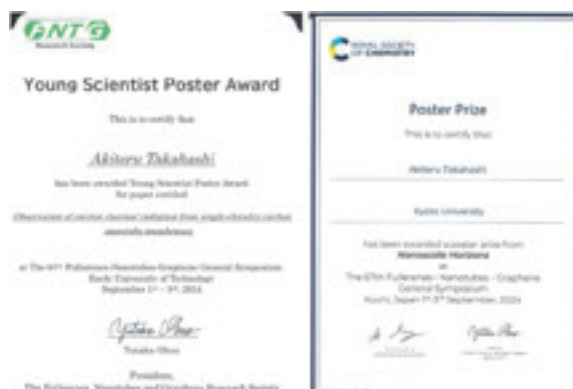 FNTG
Research Society
Young Scientist Poster Award
This is to certify that
Akiteru Takahashi
has been awarded Young Scientist Poster Award
for paper entitled
at The 67th Fullerenes-Nanotubes-Graphene General Symposium
Kochi University of Technology
September 1st - 3rd, 2024
Yutaka Ohno
President,
The Fullerenes, Nanotubes and Graphene Research Society
ROYAL SOCIETY
OF CHEMISTRY
Poster Prize
This is to certify that
Akiteru Takahashi
Kyoto University
has been awarded a poster prize from
Nanoscale Horizons
at
The 67th Fullerenes - Nanotubes - Graphene
General Symposium
Kochi, Japan 1st-3rd September, 2024